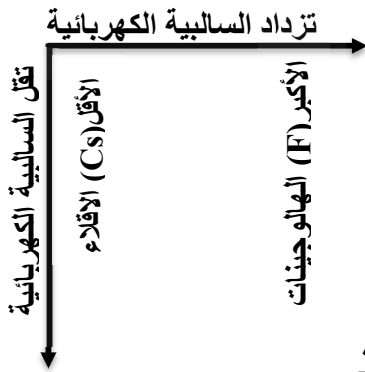 تزداد السالبية الكهربائية
الأكبر (F) الهالوجينات
الأقل (Cs) الاقلاء
تقل السالبية الكهربائية